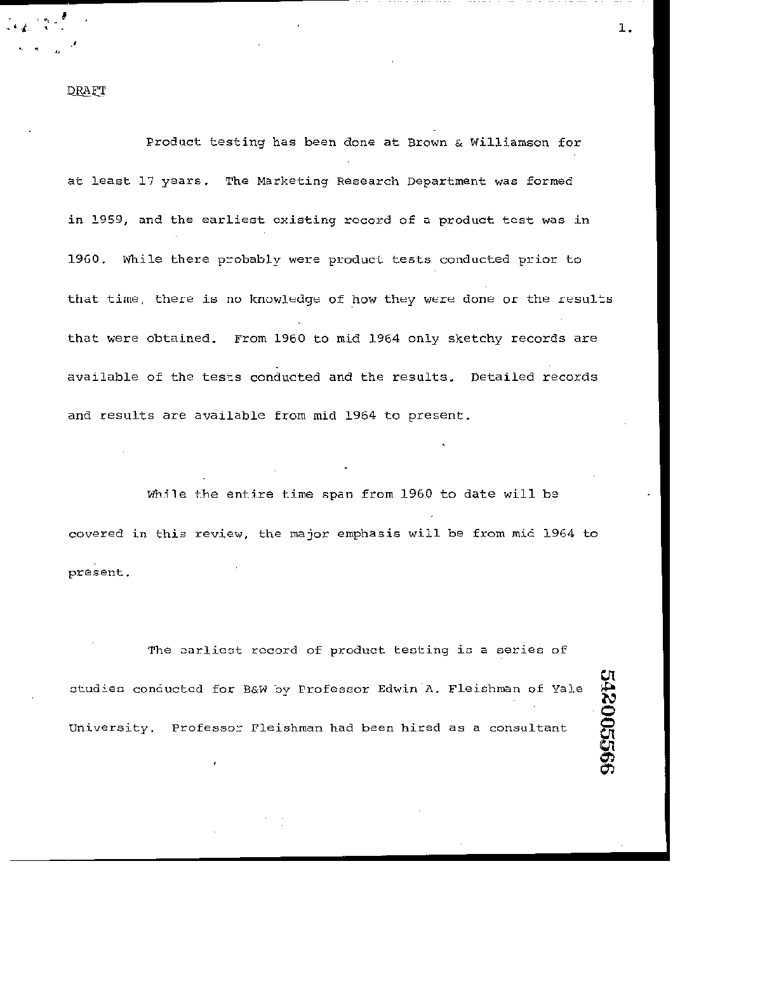 1.
DRAFT
Product testing has been done at Brown & Williamson for
at least 17 years. The Marketing Research Department was formed
in 1959, and the earliest existing record of a product test was in
1960. While there probably were product tests conducted prior to
that time, there is no knowledge of how they were done or the results
that were obtained. From 1960 to mid 1964 only sketchy records are
available of the tests conducted and the results. Detailed records
and results are available from mid 1964 to present.
While the entire time span from 1960 to date will be
covered in this review, the major emphasis will be from mid 1964 to
present.
The earliest record of product testing is a series of
studies conducted for B&W by Professor Edwin A. Fleishman of Yale
University. Professor Fleishman had been hired as a consultant
542005566